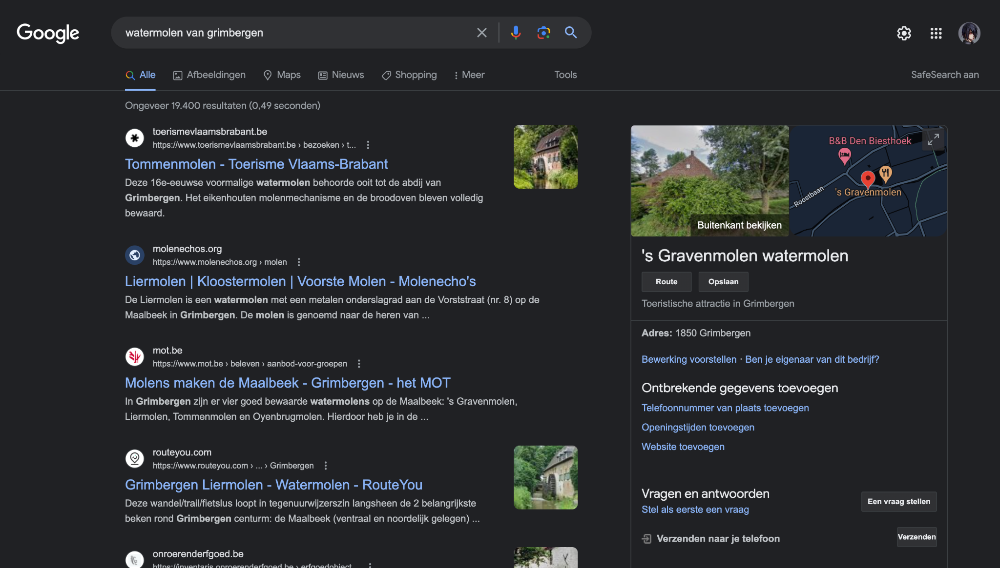 Google
watermolen van grimbergen
Alle
Afbeeldingen
Maps
Nieuws
Shopping
Meer
Tools
SafeSearch aan
Ongeveer 19.400 resultaten (0,49 seconden)
toerismevlaamsbrabant.be
https://www.toerismevlaamsbrabant.be › bezoeken › t...
Tommenmolen - Toerisme Vlaams-Brabant
Deze 16e-eeuwse voormalige watermolen behoorde ooit tot de abdij van
Grimbergen. Het eikenhouten molenmechanisme en de broodoven bleven volledig
bewaard.
molenechos.org
https://www.molenechos.org › molen
Liermolen | Kloostermolen | Voorste Molen - Molenecho's
De Liermolen is een watermolen met een metalen onderslagrad aan de Vorststraat (nr. 8) op de
Maalbeek in Grimbergen. De molen is genoemd naar de heren van ...
mot.be
https://www.mot.be › beleven › aanbod-voor-groepen
Molens maken de Maalbeek - Grimbergen - het MOT
In Grimbergen zijn er vier goed bewaarde watermolens op de Maalbeek: 's Gravenmolen,
Liermolen, Tommenmolen en Oyenbrugmolen. Hierdoor heb je in de ...
routeyou.com
https://www.routeyou.com › ... › Grimbergen
Grimbergen Liermolen - Watermolen - RouteYou
Deze wandel/trail/fietslus loopt in tegenuurwijzerszin langsheen de 2 belangrijkste
beken rond Grimbergen centurm: de Maalbeek (ventraal en noordelijk gelegen) ...
onroerenderfgoed.be
https://inventaris.onroerenderfgoed.be › erfgoedobject...
B&B Den Biesthoek
's Gravenmolen
Roostbaan
Buitenkant bekijken
's Gravenmolen watermolen
Route
Opslaan
Toeristische attractie in Grimbergen
Adres: 1850 Grimbergen
Bewerking voorstellen · Ben je eigenaar van dit bedrijf?
Ontbrekende gegevens toevoegen
Telefoonnummer van plaats toevoegen
Openingstijden toevoegen
Website toevoegen
Vragen en antwoorden
Een vraag stellen
Stel als eerste een vraag
Verzenden naar je telefoon
Verzenden